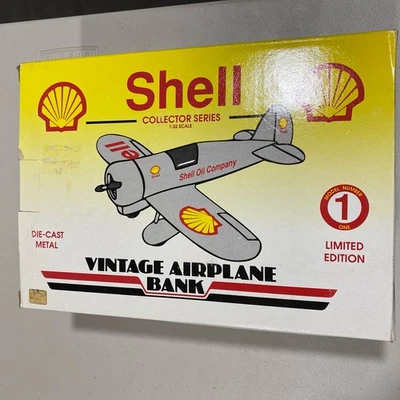 Shell
COLLECTOR SERIES
1:32 SCALE
Shell Oil Company
MODEL NUMBER
1
ONE
DIE-CAST
METAL
LIMITED
EDITION
VINTAGE AIRPLANE
BANK